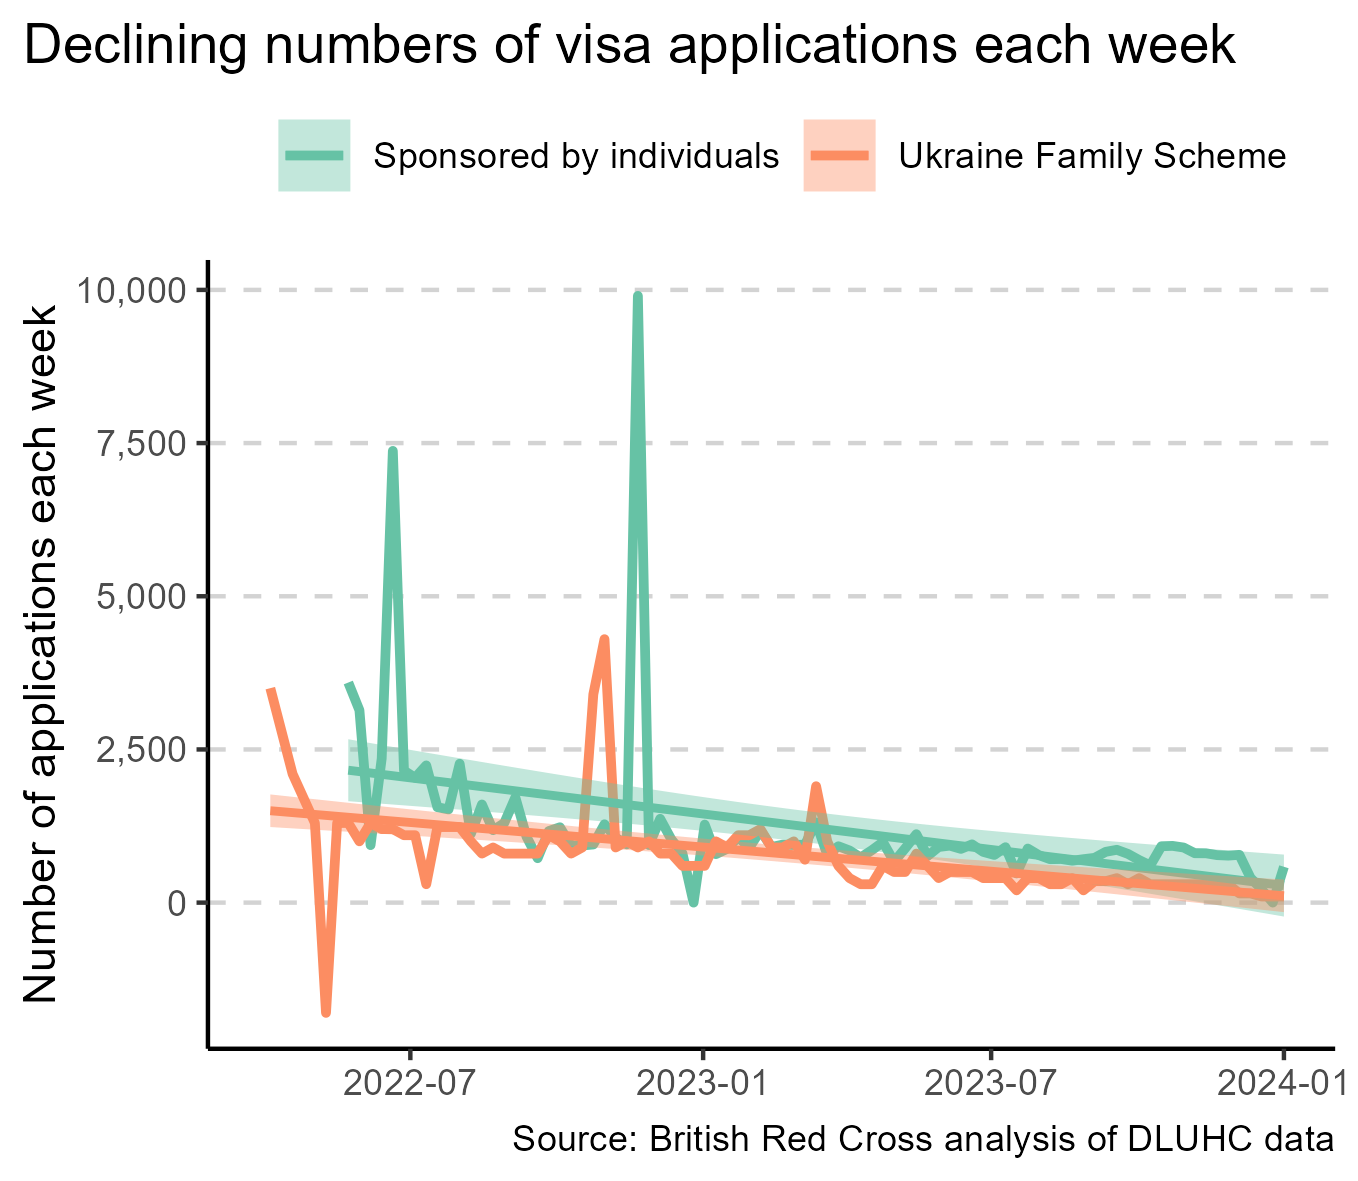 Declining numbers of visa applications each week
Sponsored by individuals
Ukraine Family Scheme
Number of applications each week
10,000
7,500
5,000
2,500
0
2022-07
2023-01
2023-07
2024-01
Source: British Red Cross analysis of DLUHC data